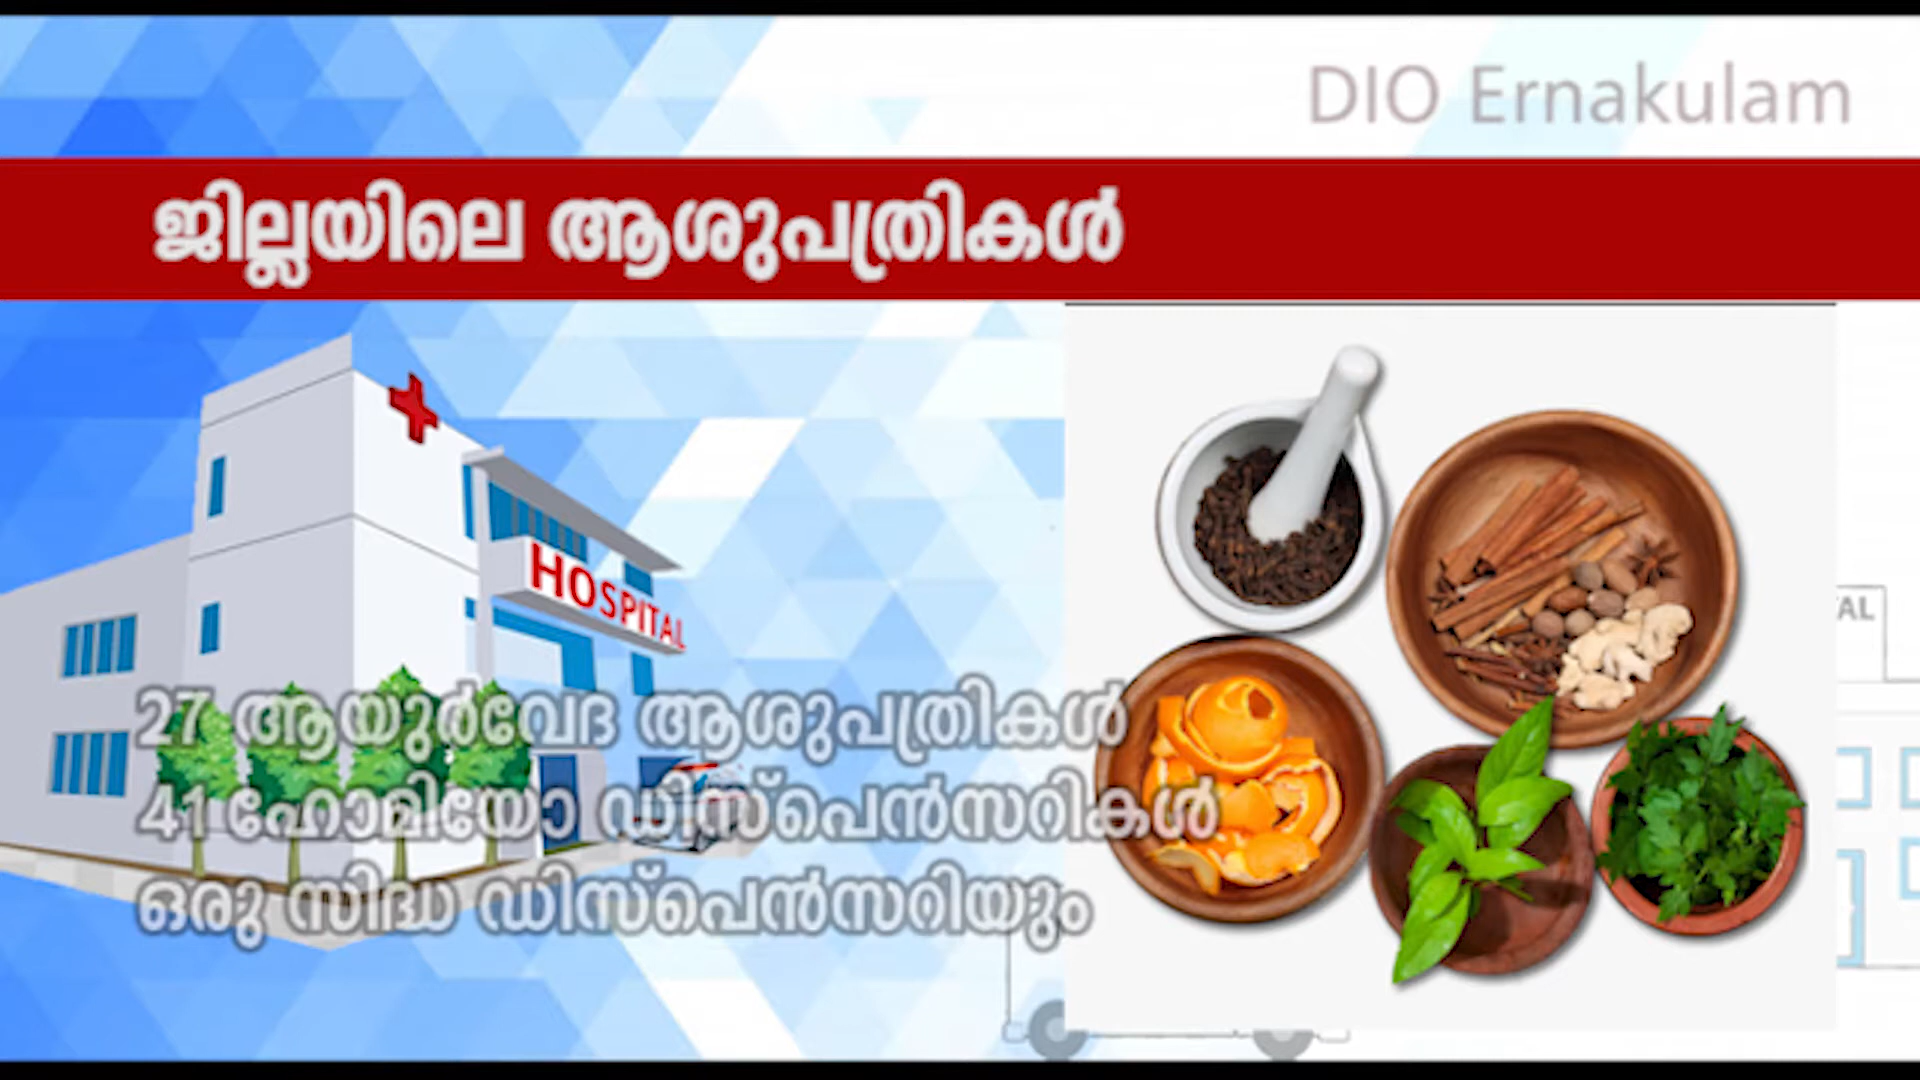 DIO Ernakulam
ജില്ലയിലെ ആശുപത്രികൾ
HOSPITAL
27 ആയുർവേദ ആശുപത്രികൾ
41 ഹോമിയോ ഡിസ്പെൻസറികൾ
ഒരു സിദ്ധ ഡിസ്പെൻസറിയും